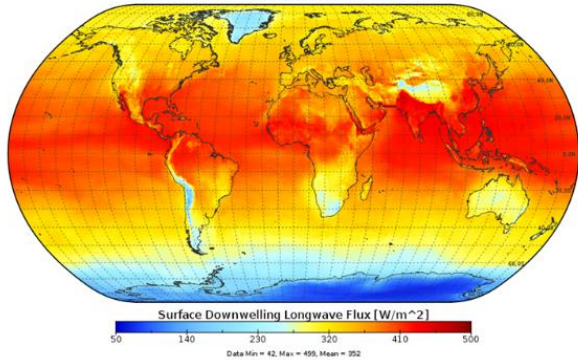 Surface Downwelling Longwave Flux [W/m^2]
50 140 230 320 410 500
Data Min = 42, Max = 499, Mean = 352